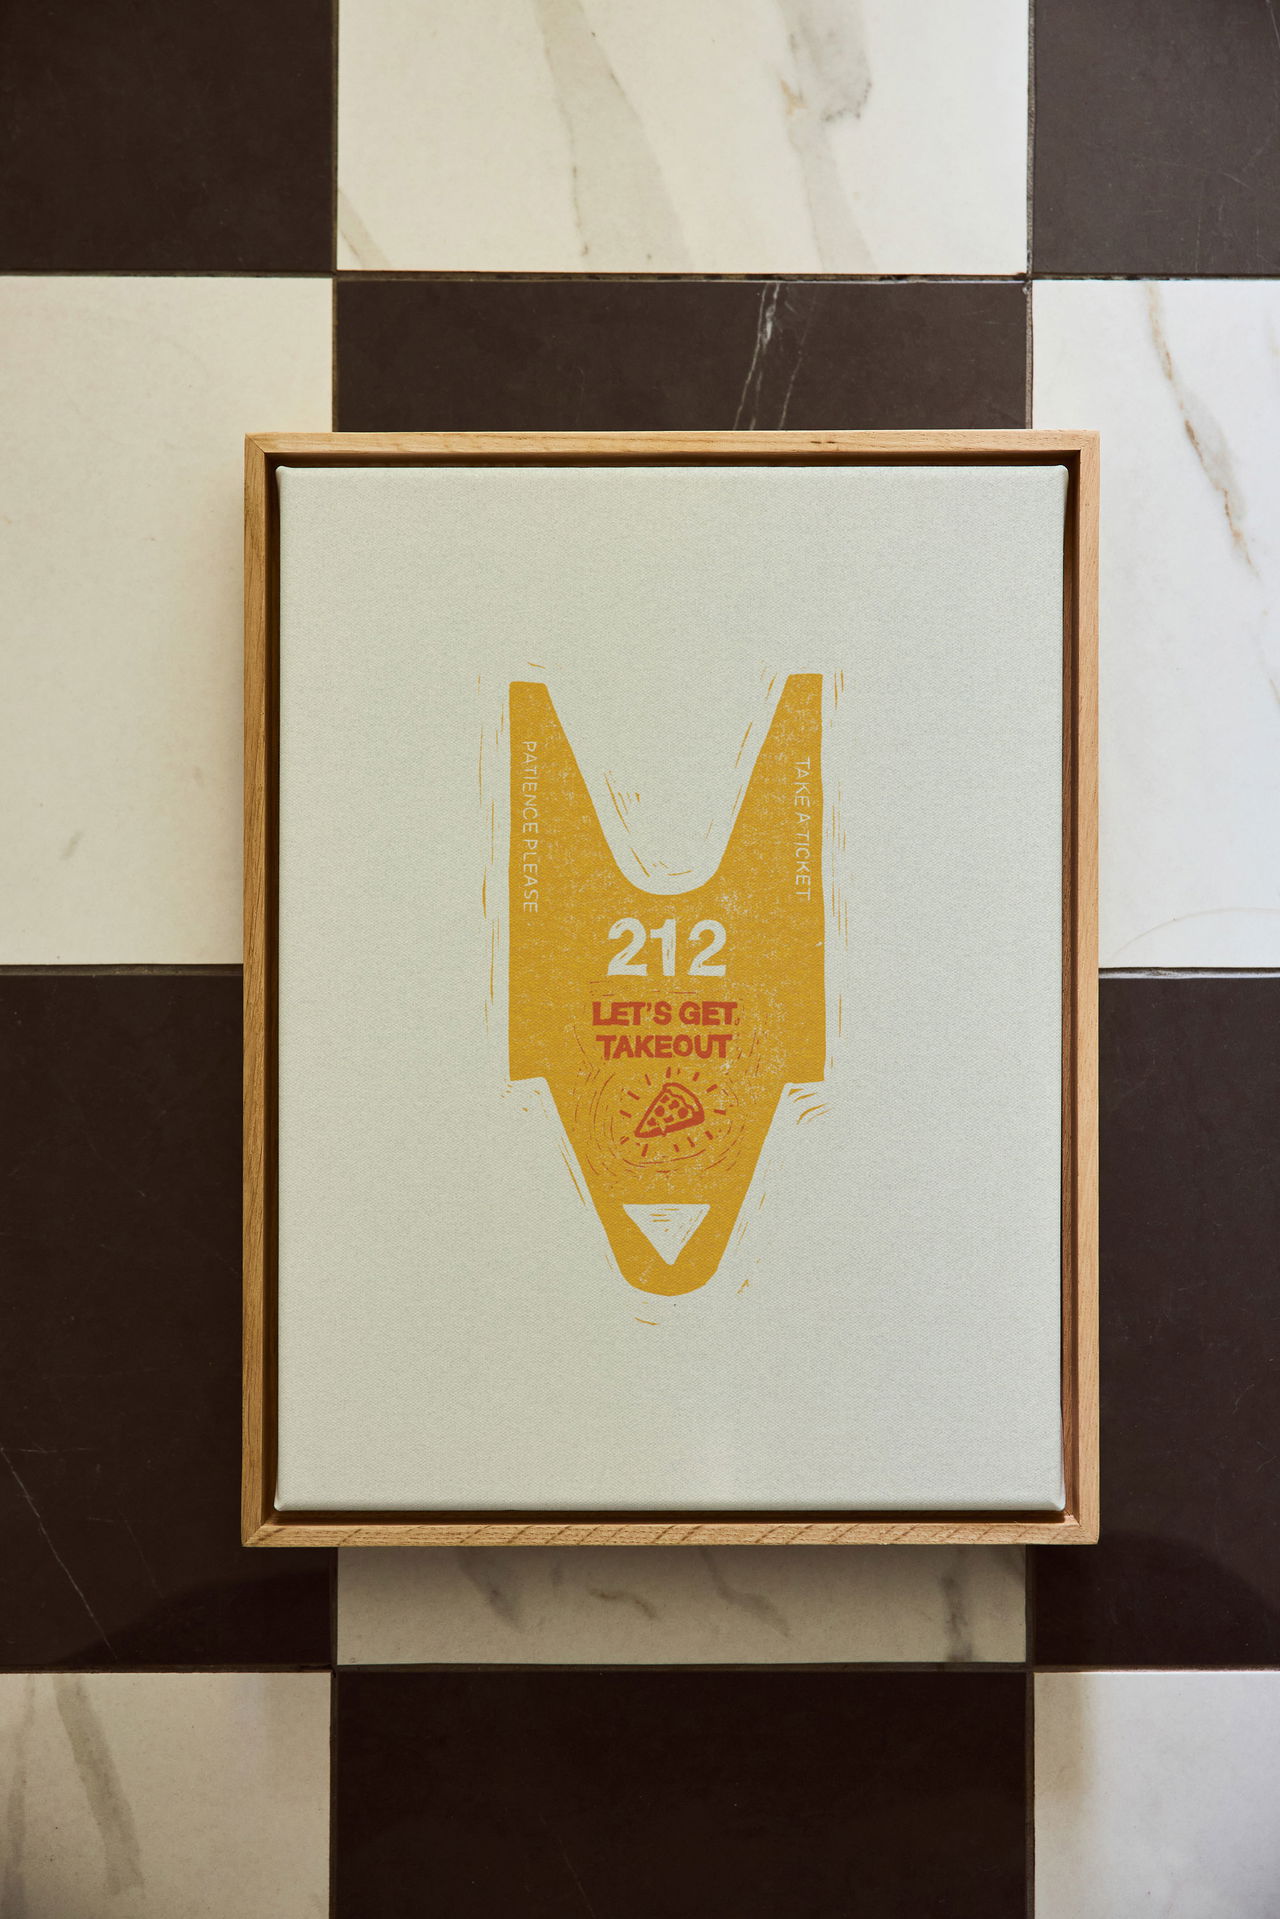 PATIENCE PLEASE
TAKE A TICKET
212
LET'S GET
TAKEOUT